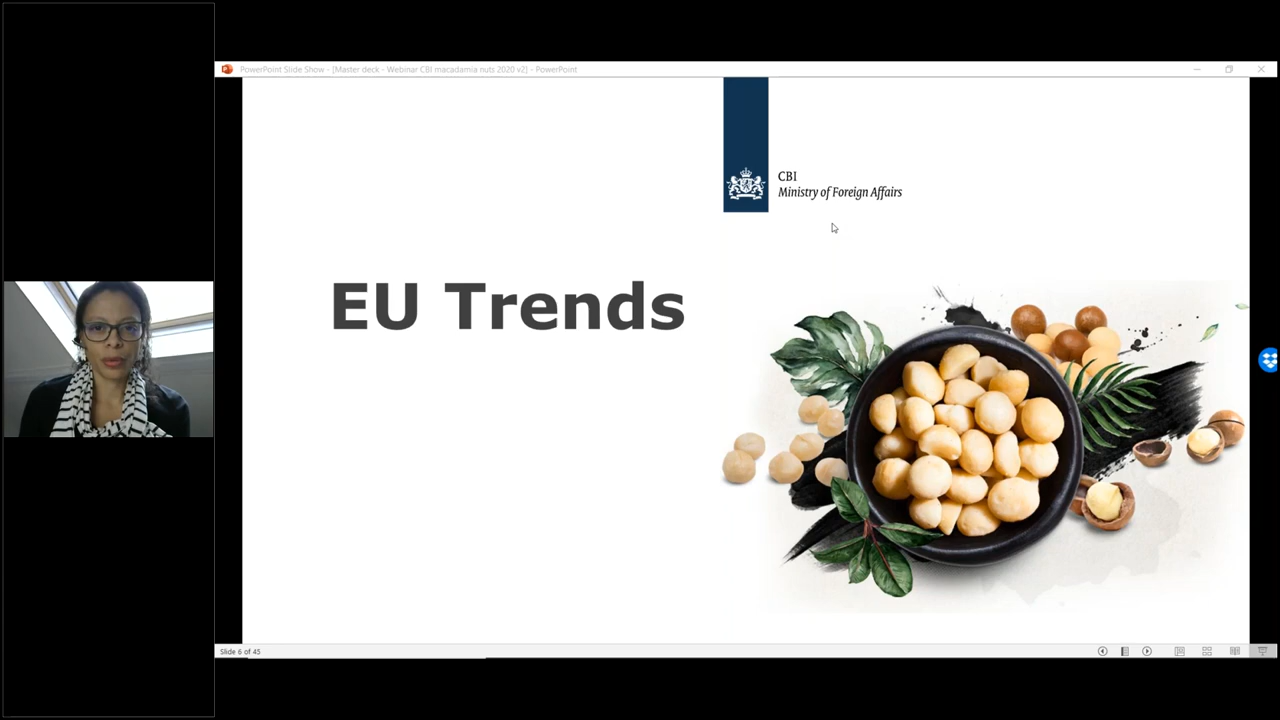 PowerPoint Slide Show - [Master deck - Webinar CBI macadamia nuts 2020 v2] - PowerPoint
CBI
Ministry of Foreign Affairs
EU Trends
Slide 6 of 45